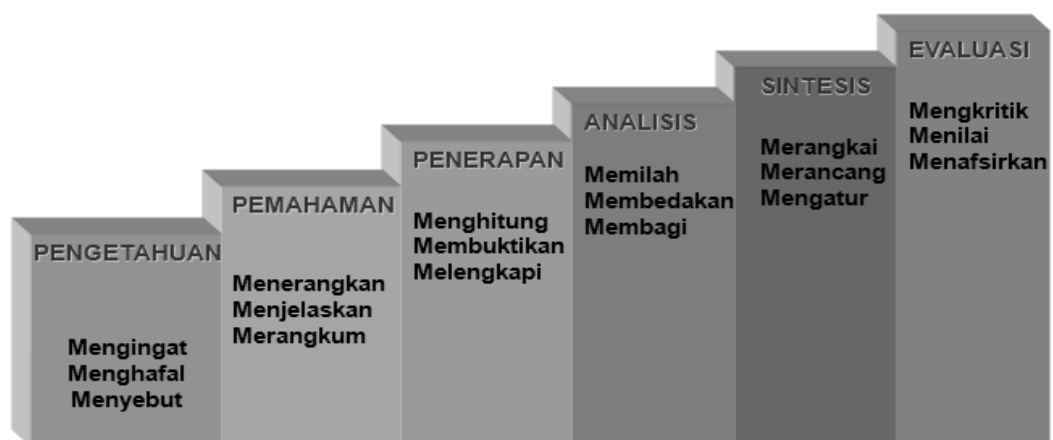 PENGETAHUAN
Mengingat
Menghafal
Menyebut
PEMAHAMAN
Menerangkan
Menjelaskan
Merangkum
PENERAPAN
Menghitung
Membuktikan
Melengkapi
ANALISIS
Memilah
Membedakan
Membagi
SINTESIS
Merangkai
Merancang
Mengatur
EVALUASI
Mengkritik
Menilai
Menafsirkan